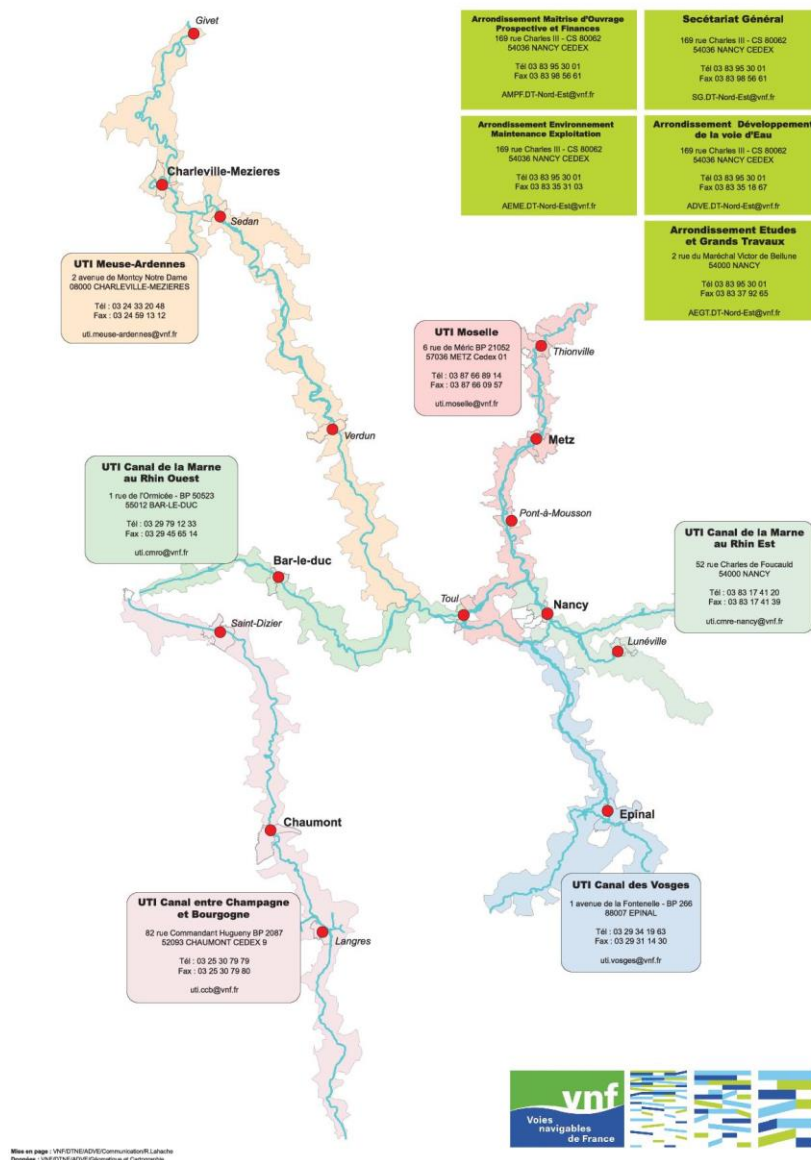 Givet
Charleville-Mezieres
Sedan
Arrondissement Maîtrise d'Ouvrage
Prospective et Finances
169 rue Charles III - CS 80062
54036 NANCY CEDEX
Tél 03 83 95 30 01
Fax 03 83 98 56 61
AMPF.DT-Nord-Est@vnf.fr
Secétariat Général
169 rue Charles III - CS 80062
54036 NANCY CEDEX
Tél 03 83 95 30 01
Fax 03 83 98 56 61
SG.DT-Nord-Est@vnf.fr
Arrondissement Environnement
Maintenance Exploitation
169 rue Charles III - CS 80062
54036 NANCY CEDEX
Tél 03 83 95 30 01
Fax 03 83 35 31 03
AEME.DT-Nord-Est@vnf.fr
Arrondissement Développement
de la voie d'Eau
169 rue Charles III - CS 80062
54036 NANCY CEDEX
Tél 03 83 95 30 01
Fax 03 83 35 18 67
ADVE.DT-Nord-Est@vnf.fr
Arrondissement Etudes
et Grands Travaux
2 rue du Maréchal Victor de Bellune
54000 NANCY
Tél 03 83 95 30 01
Fax 03 83 37 92 65
AEGT.DT-Nord-Est@vnf.fr
UTI Meuse-Ardennes
2 avenue de Montcy Notre Dame
08000 CHARLEVILLE-MEZIERES
Tél : 03 24 33 20 48
Fax : 03 24 59 13 12
uti.meuse-ardennes@vnf.fr
UTI Moselle
6 rue de Méric BP 21052
57036 METZ Cedex 01
Tél : 03 87 66 89 14
Fax : 03 87 66 09 57
uti.moselle@vnf.fr
Thionville
Verdun
Metz
Pont-à-Mousson
UTI Canal de la Marne
au Rhin Ouest
1 rue de l'Ormicée - BP 50523
55012 BAR-LE-DUC
Tél : 03 29 79 12 33
Fax : 03 29 45 65 14
uti.cmro@vnf.fr
Bar-le-duc
Saint-Dizier
Toul
Nancy
Lunéville
UTI Canal de la Marne
au Rhin Est
52 rue Charles de Foucauld
54000 NANCY
Tél : 03 83 17 41 20
Fax : 03 83 17 41 39
uti.cmre-nancy@vnf.fr
Chaumont
Epinal
UTI Canal entre Champagne
et Bourgogne
82 rue Commandant Hugueny BP 2087
52093 CHAUMONT CEDEX 9
Tél : 03 25 30 79 79
Fax : 03 25 30 79 80
uti.ccb@vnf.fr
Langres
UTI Canal des Vosges
1 avenue de la Fontenelle - BP 266
88007 EPINAL
Tél : 03 29 34 19 63
Fax : 03 29 31 14 30
uti.vosges@vnf.fr
vnf
Voies
navigables
de France
Mise en page : VNF/DTNE/ADVE/Communication/R.Lahache
Données : VNF/DTNE/ADVE/Géomatique et Cartographie